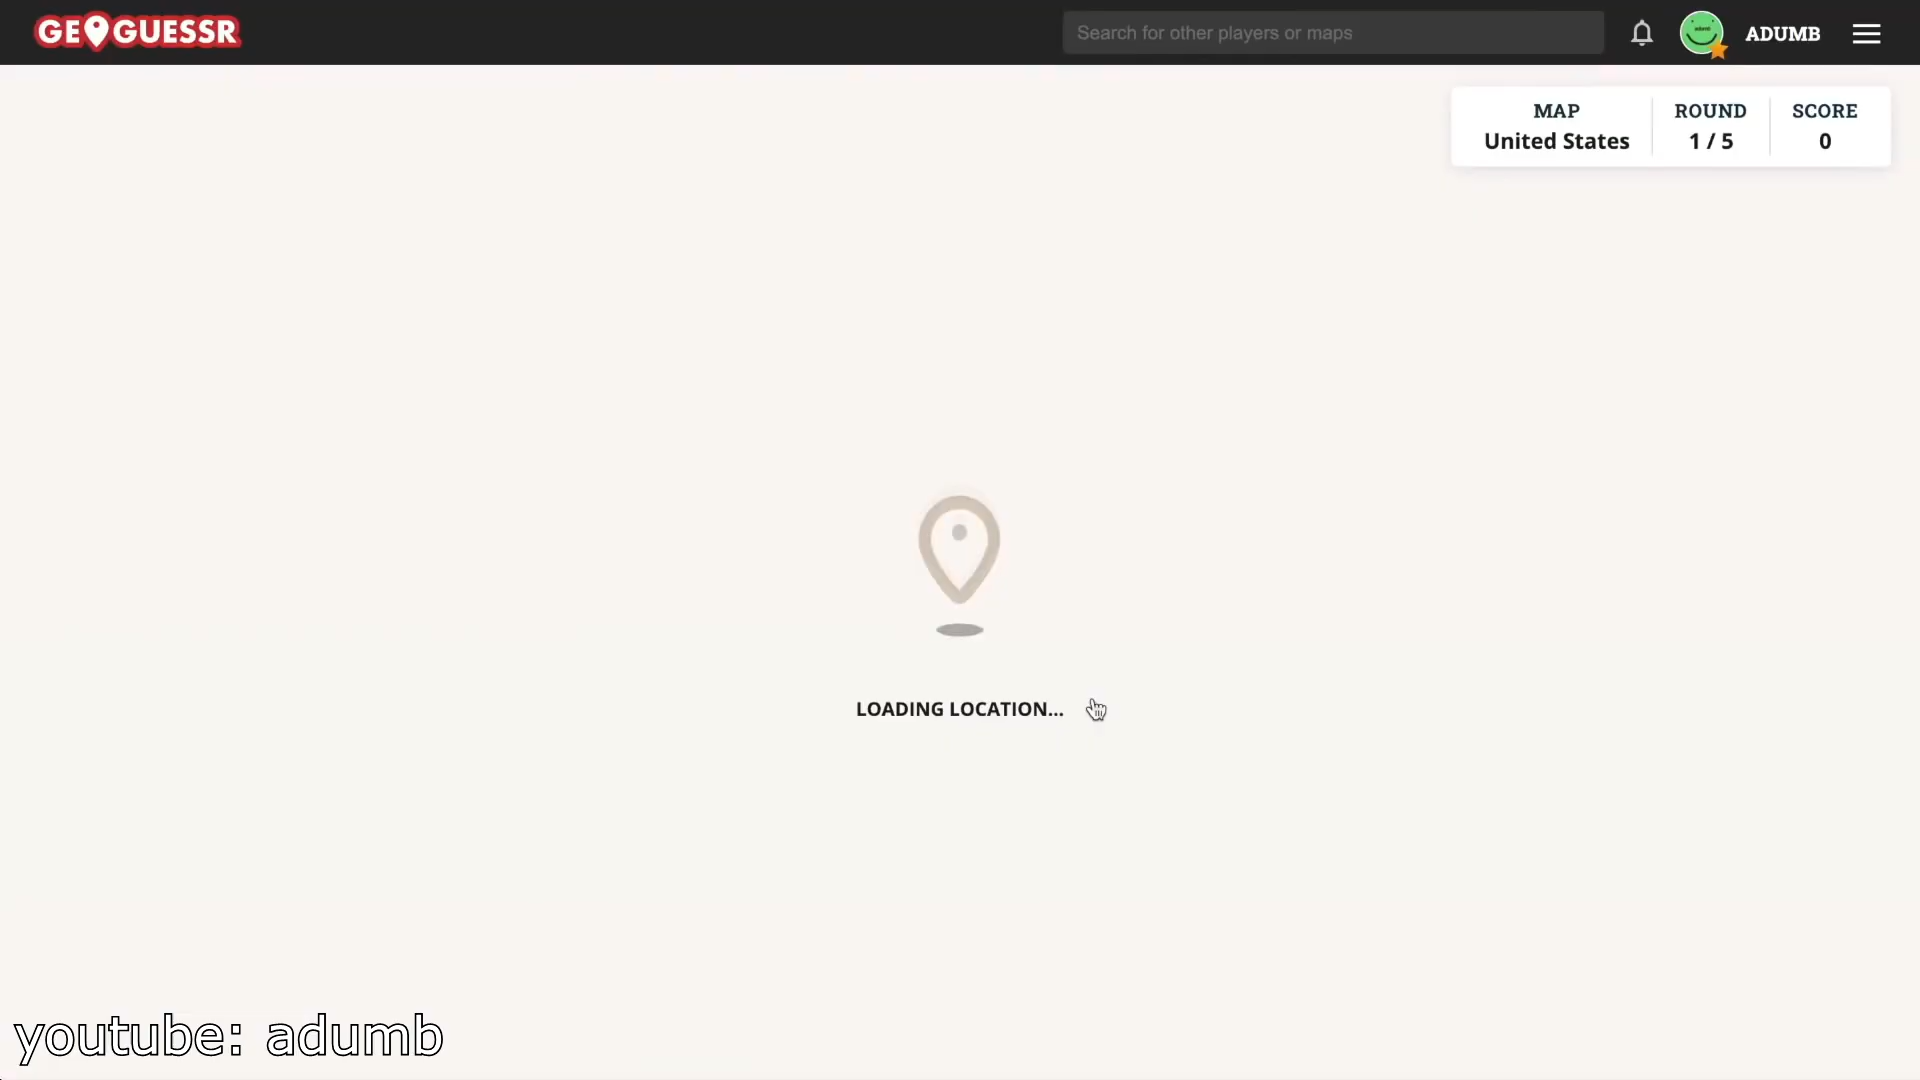 GEOGUESSR
Search for other players or maps
ADUMB
MAP
United States
ROUND
1 / 5
SCORE
0
LOADING LOCATION...
youtube: adumb